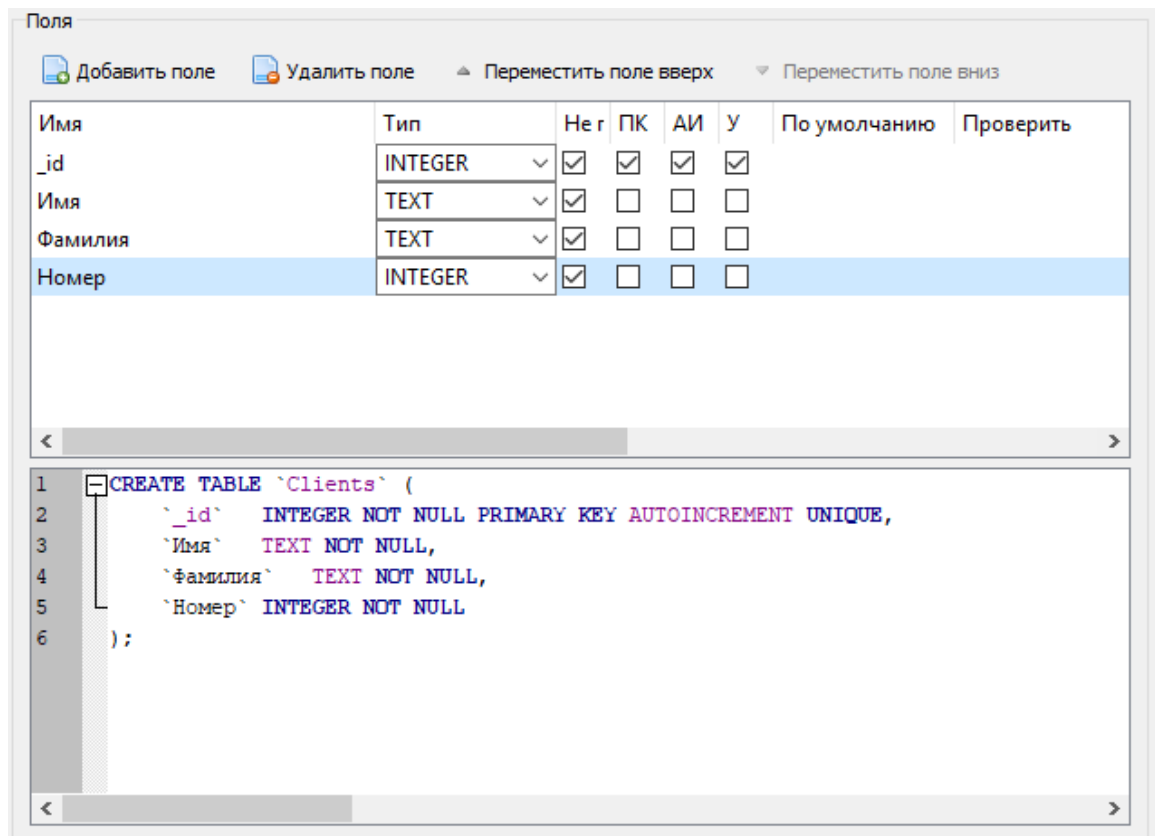 Поля
Добавить поле Удалить поле Переместить поле вверх Переместить поле вниз
Имя Тип Не г ПК АИ У По умолчанию Проверить
_id INTEGER
Имя TEXT
Фамилия TEXT
Номер INTEGER
1 CREATE TABLE `Clients` (
2 `_id` INTEGER NOT NULL PRIMARY KEY AUTOINCREMENT UNIQUE,
3 `Имя` TEXT NOT NULL,
4 `Фамилия` TEXT NOT NULL,
5 `Номер` INTEGER NOT NULL
6 );